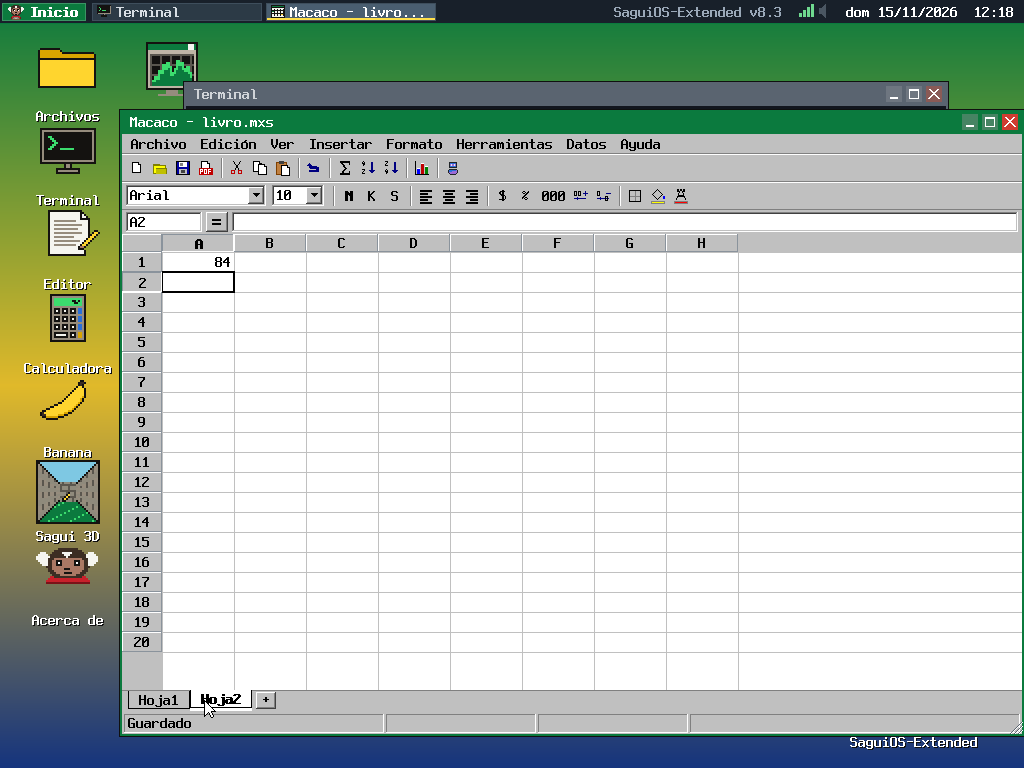 Inicio Terminal Macaco - livro... SaguiOS-Extended v8.3 dom 15/11/2026 12:18
Archivos
Terminal
Editor
Calculadora
Banana
Sagui 3D
Acerca de
Terminal
Macaco - livro.mxs
Archivo Edición Ver Insertar Formato Herramientas Datos Ayuda
Arial 10 N K S $ % 000
A2 =
A B C D E F G H
1 84
2
3
4
5
6
7
8
9
10
11
12
13
14
15
16
17
18
19
20
Hoja1 Hoja2 +
Guardado
SaguiOS-Extended